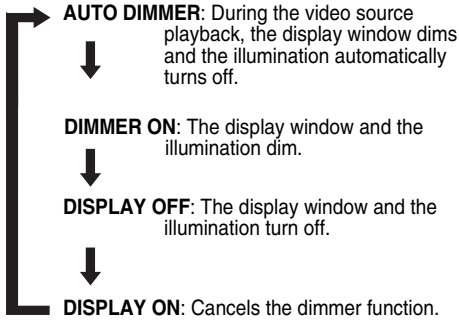 AUTO DIMMER: During the video source
playback, the display window dims
and the illumination automatically
turns off.
DIMMER ON: The display window and the
illumination dim.
DISPLAY OFF: The display window and the
illumination turn off.
DISPLAY ON: Cancels the dimmer function.